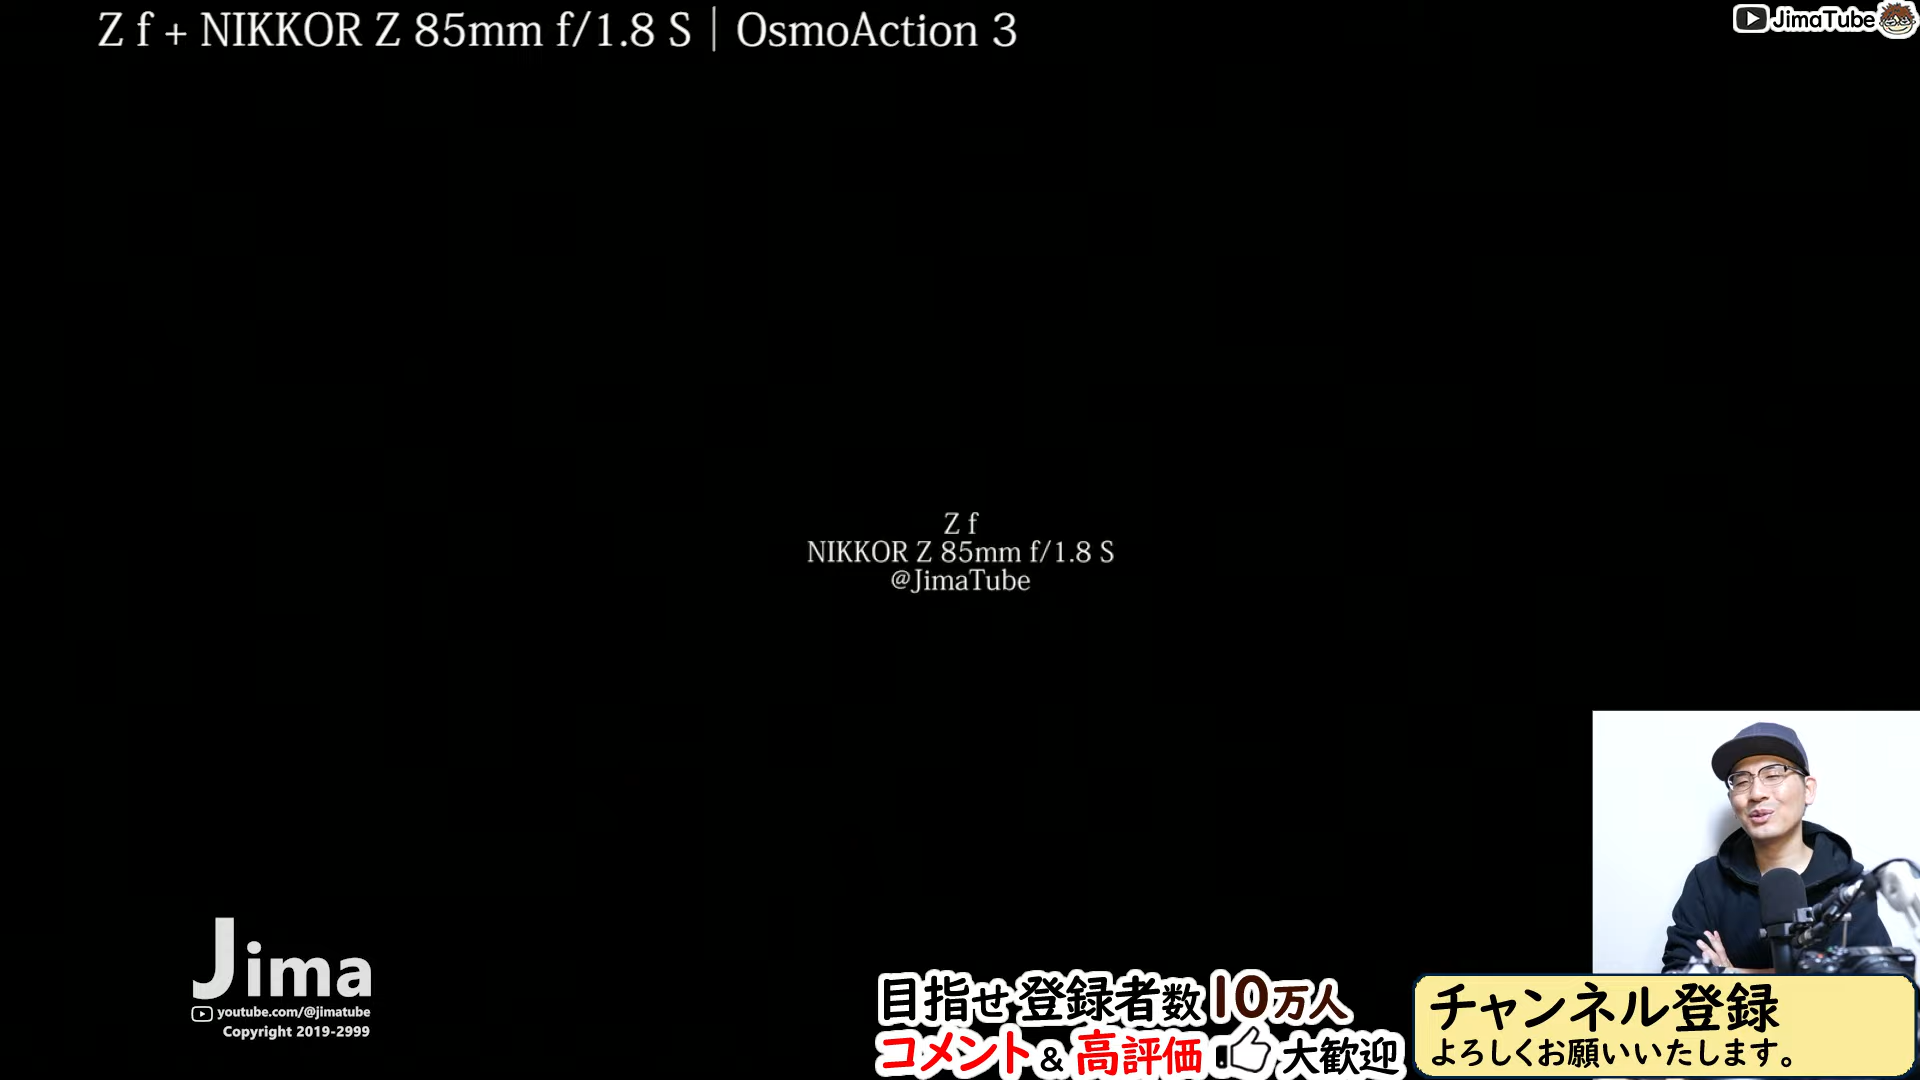 Z f + NIKKOR Z 85mm f/1.8 S｜OsmoAction 3
JimaTube
Z f
NIKKOR Z 85mm f/1.8 S
@JimaTube
Jima
youtube.com/@jimatube
Copyright 2019-2999
目指せ登録者数10万人
コメント&高評価 大歓迎
チャンネル登録
よろしくお願いいたします。